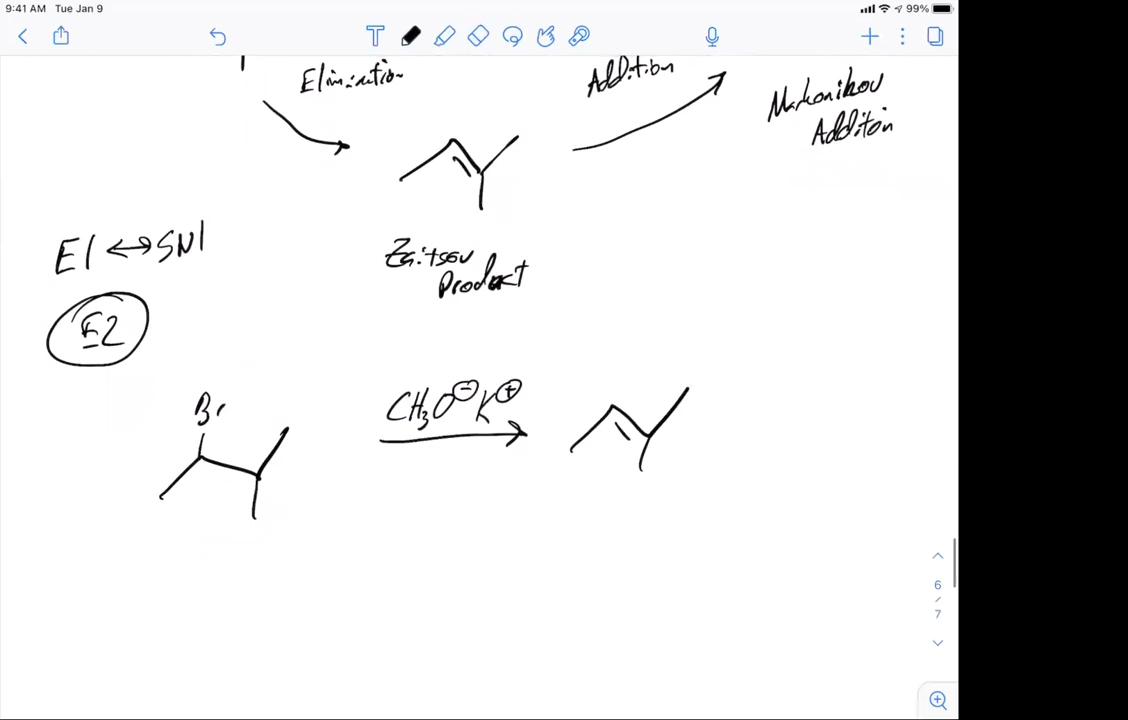 9:41 AM Tue Jan 9
99%
Elimination
Addition
Markonikov
Addition
E1 ↔ SN1
Zaitsev
Product
E2
Br
CH₃O⊖K⊕
6
/
7